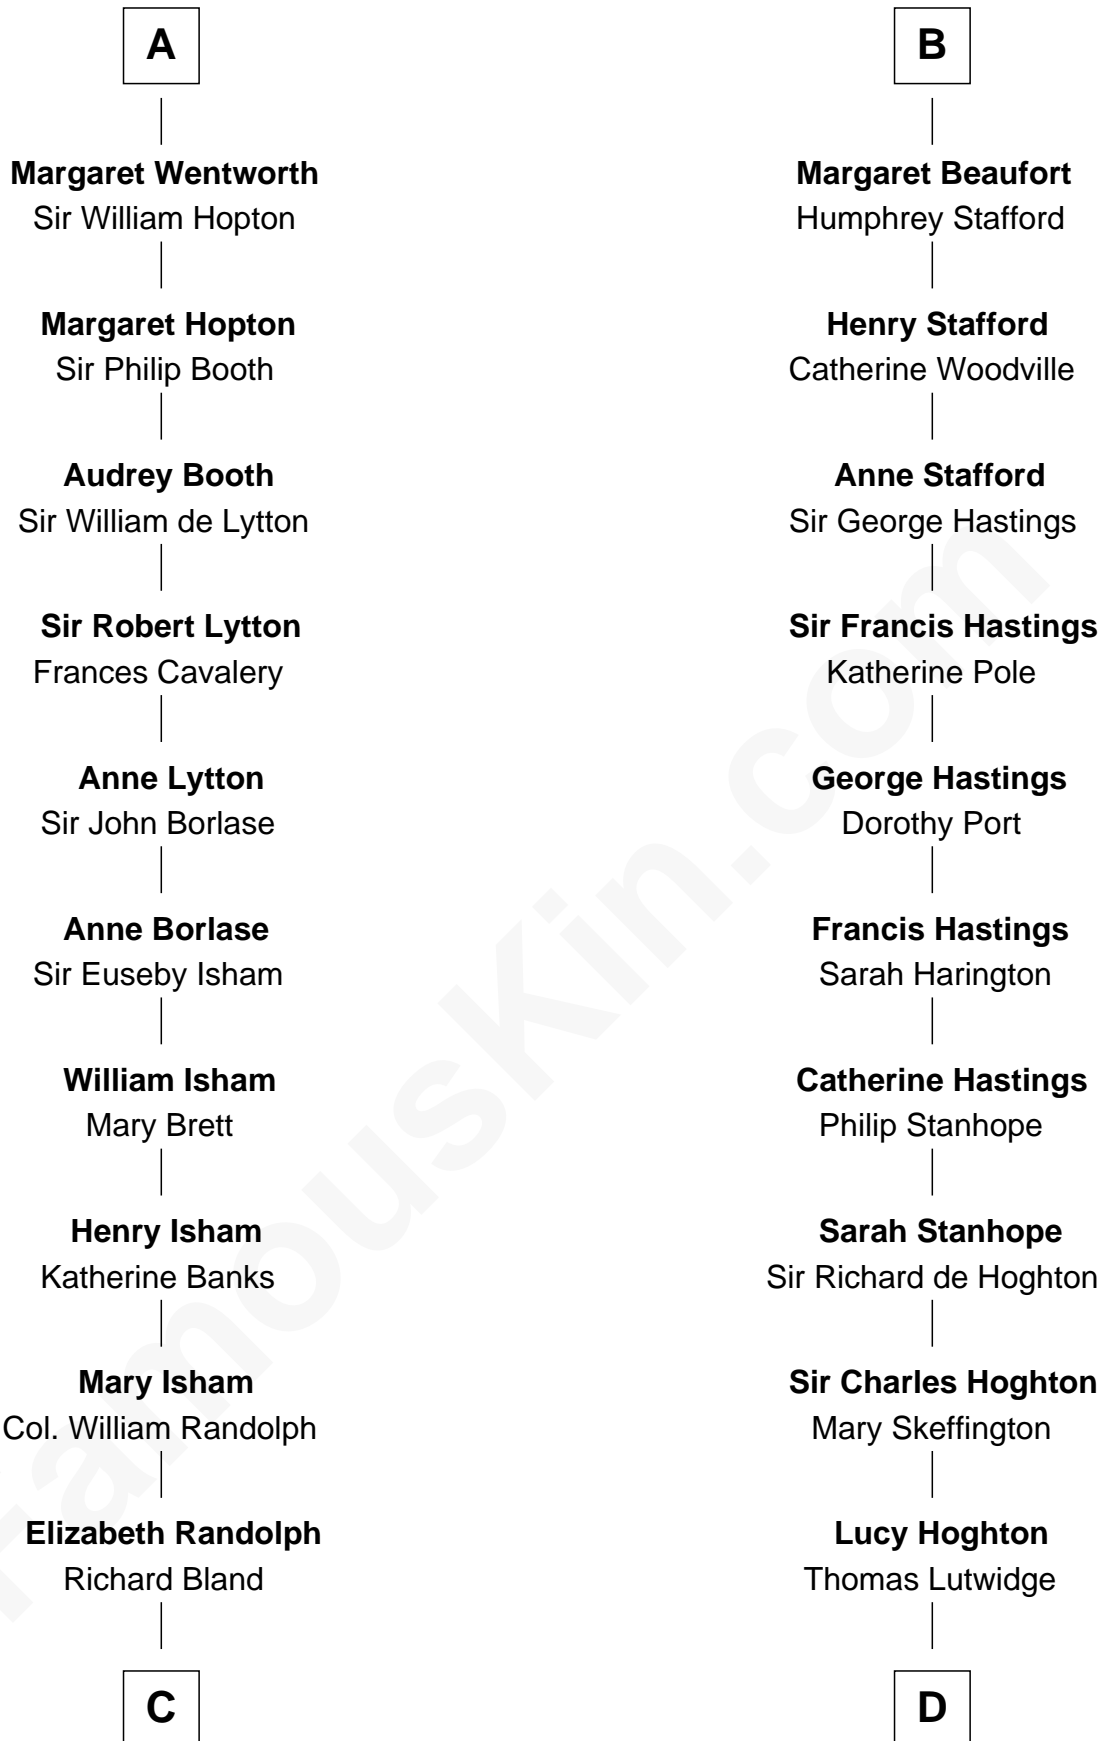 A
Margaret Wentworth
Sir William Hopton
Margaret Hopton
Sir Philip Booth
Audrey Booth
Sir William de Lytton
Sir Robert Lytton
Frances Cavalery
Anne Lytton
Sir John Borlase
Anne Borlase
Sir Euseby Isham
William Isham
Mary Brett
Henry Isham
Katherine Banks
Mary Isham
Col. William Randolph
Elizabeth Randolph
Richard Bland
C
B
Margaret Beaufort
Humphrey Stafford
Henry Stafford
Catherine Woodville
Anne Stafford
Sir George Hastings
Sir Francis Hastings
Katherine Pole
George Hastings
Dorothy Port
Francis Hastings
Sarah Harington
Catherine Hastings
Philip Stanhope
Sarah Stanhope
Sir Richard de Hoghton
Sir Charles Hoghton
Mary Skeffington
Lucy Hoghton
Thomas Lutwidge
D
FamousKin.com